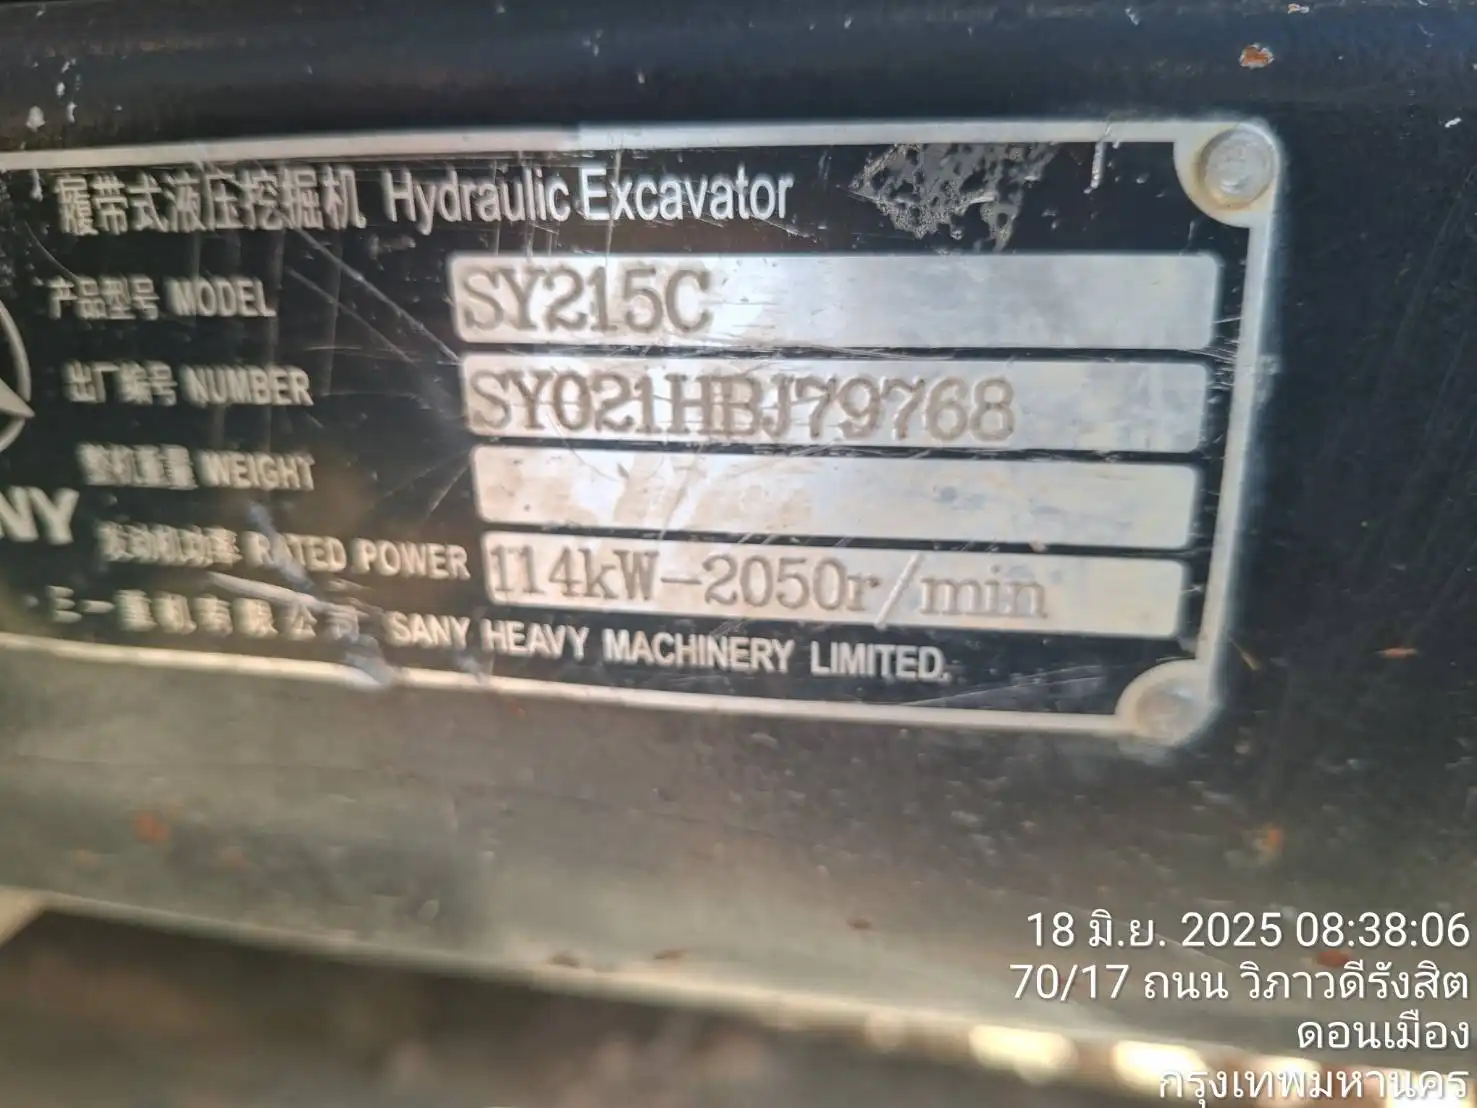 履带式液压挖掘机 Hydraulic Excavator
产品型号 MODEL SY215C
出厂编号 NUMBER SY021HBJ79768
整机重量 WEIGHT
NY
发动机功率 RATED POWER 114kW-2050r/min
三一重机有限公司 SANY HEAVY MACHINERY LIMITED.
18 มิ.ย. 2025 08:38:06
70/17 ถนน วิภาวดีรังสิต
ดอนเมือง
กรุงเทพมหานคร